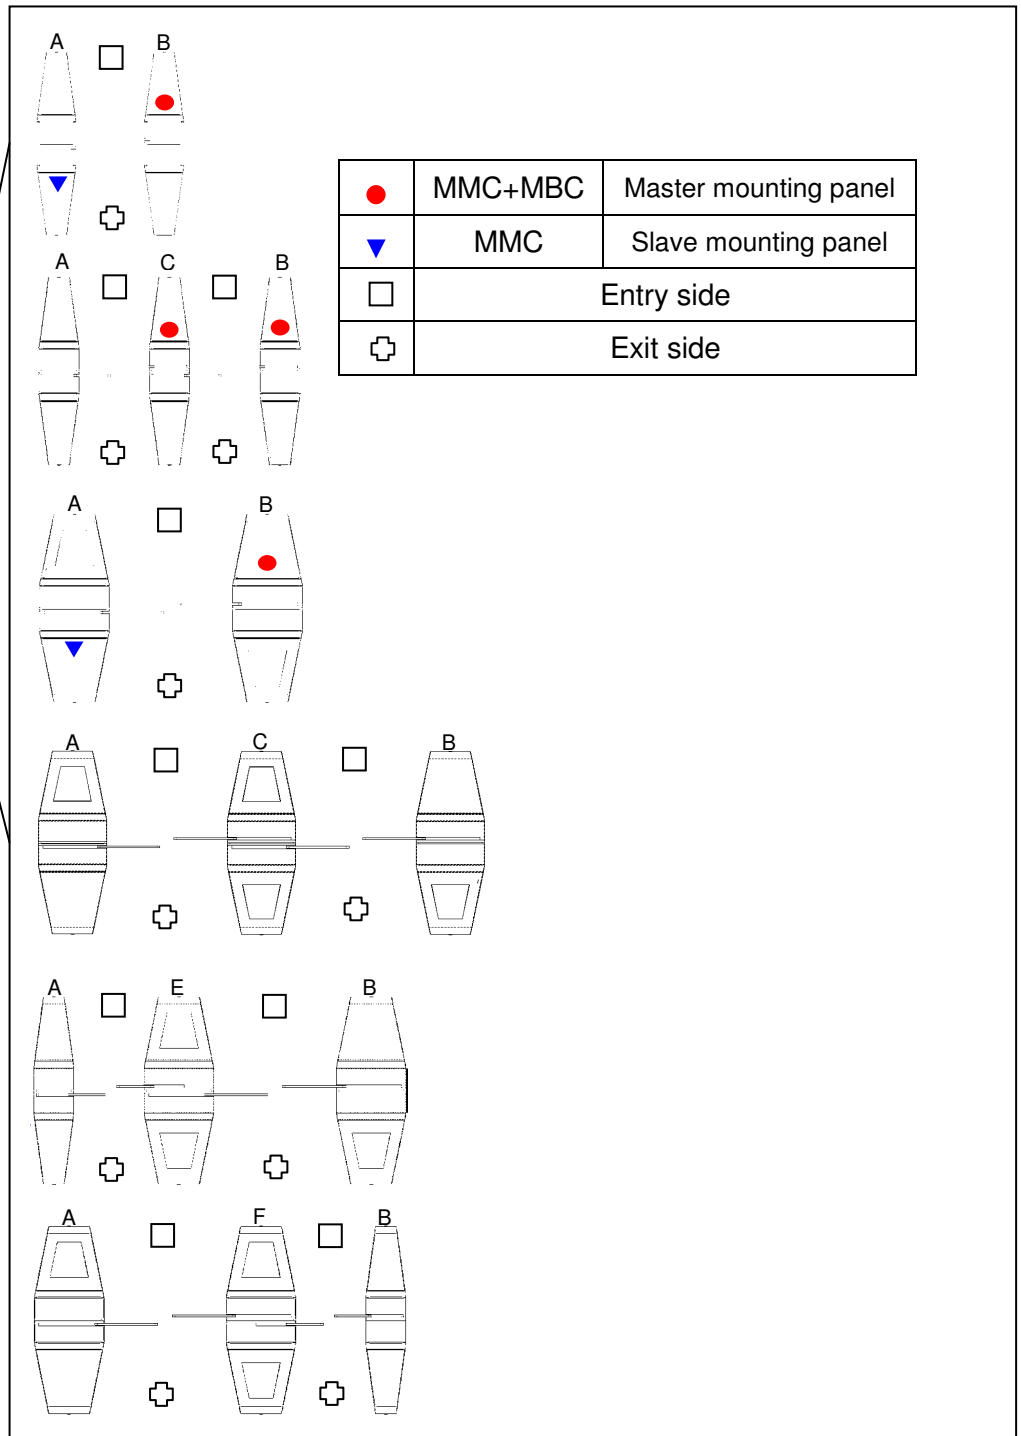 A B
MMC+MBC Master mounting panel
MMC Slave mounting panel
Entry side
Exit side
A C B
A B
A C B
A E B
A F B